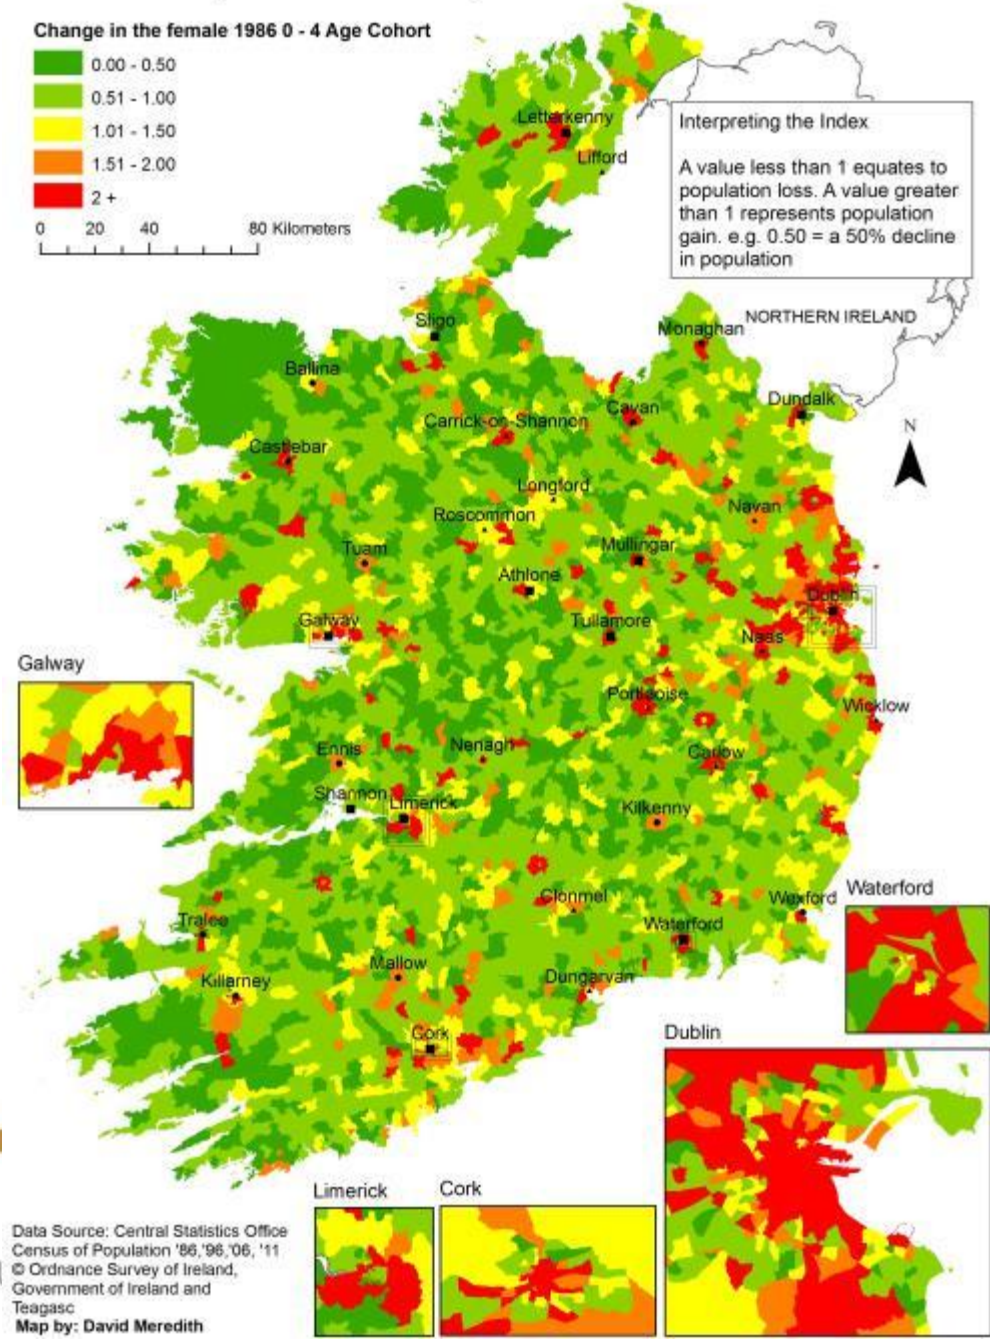 Change in the female 1986 0 - 4 Age Cohort
0.00 - 0.50
0.51 - 1.00
1.01 - 1.50
1.51 - 2.00
2 +
0 20 40 80 Kilometers
Interpreting the Index
A value less than 1 equates to
population loss. A value greater
than 1 represents population
gain. e.g. 0.50 = a 50% decline
in population
Letterkenny
Lifford
NORTHERN IRELAND
Sligo
Monaghan
Ballina
Dundalk
Cavan
Carrick-on-Shannon
N
Castlebar
Longford
Navan
Roscommon
Mullingar
Tuam
Athlone
Dublin
Galway
Tullamore
Naas
Galway
Portlaoise
Wicklow
Ennis
Nenagh
Carlow
Shannon
Limerick
Kilkenny
Clonmel
Wexford
Waterford
Tralee
Waterford
Mallow
Killarney
Dungarvan
Cork
Dublin
Limerick
Cork
Data Source: Central Statistics Office
Census of Population '86,'96,'06, '11
© Ordnance Survey of Ireland,
Government of Ireland and
Teagasc
Map by: David Meredith